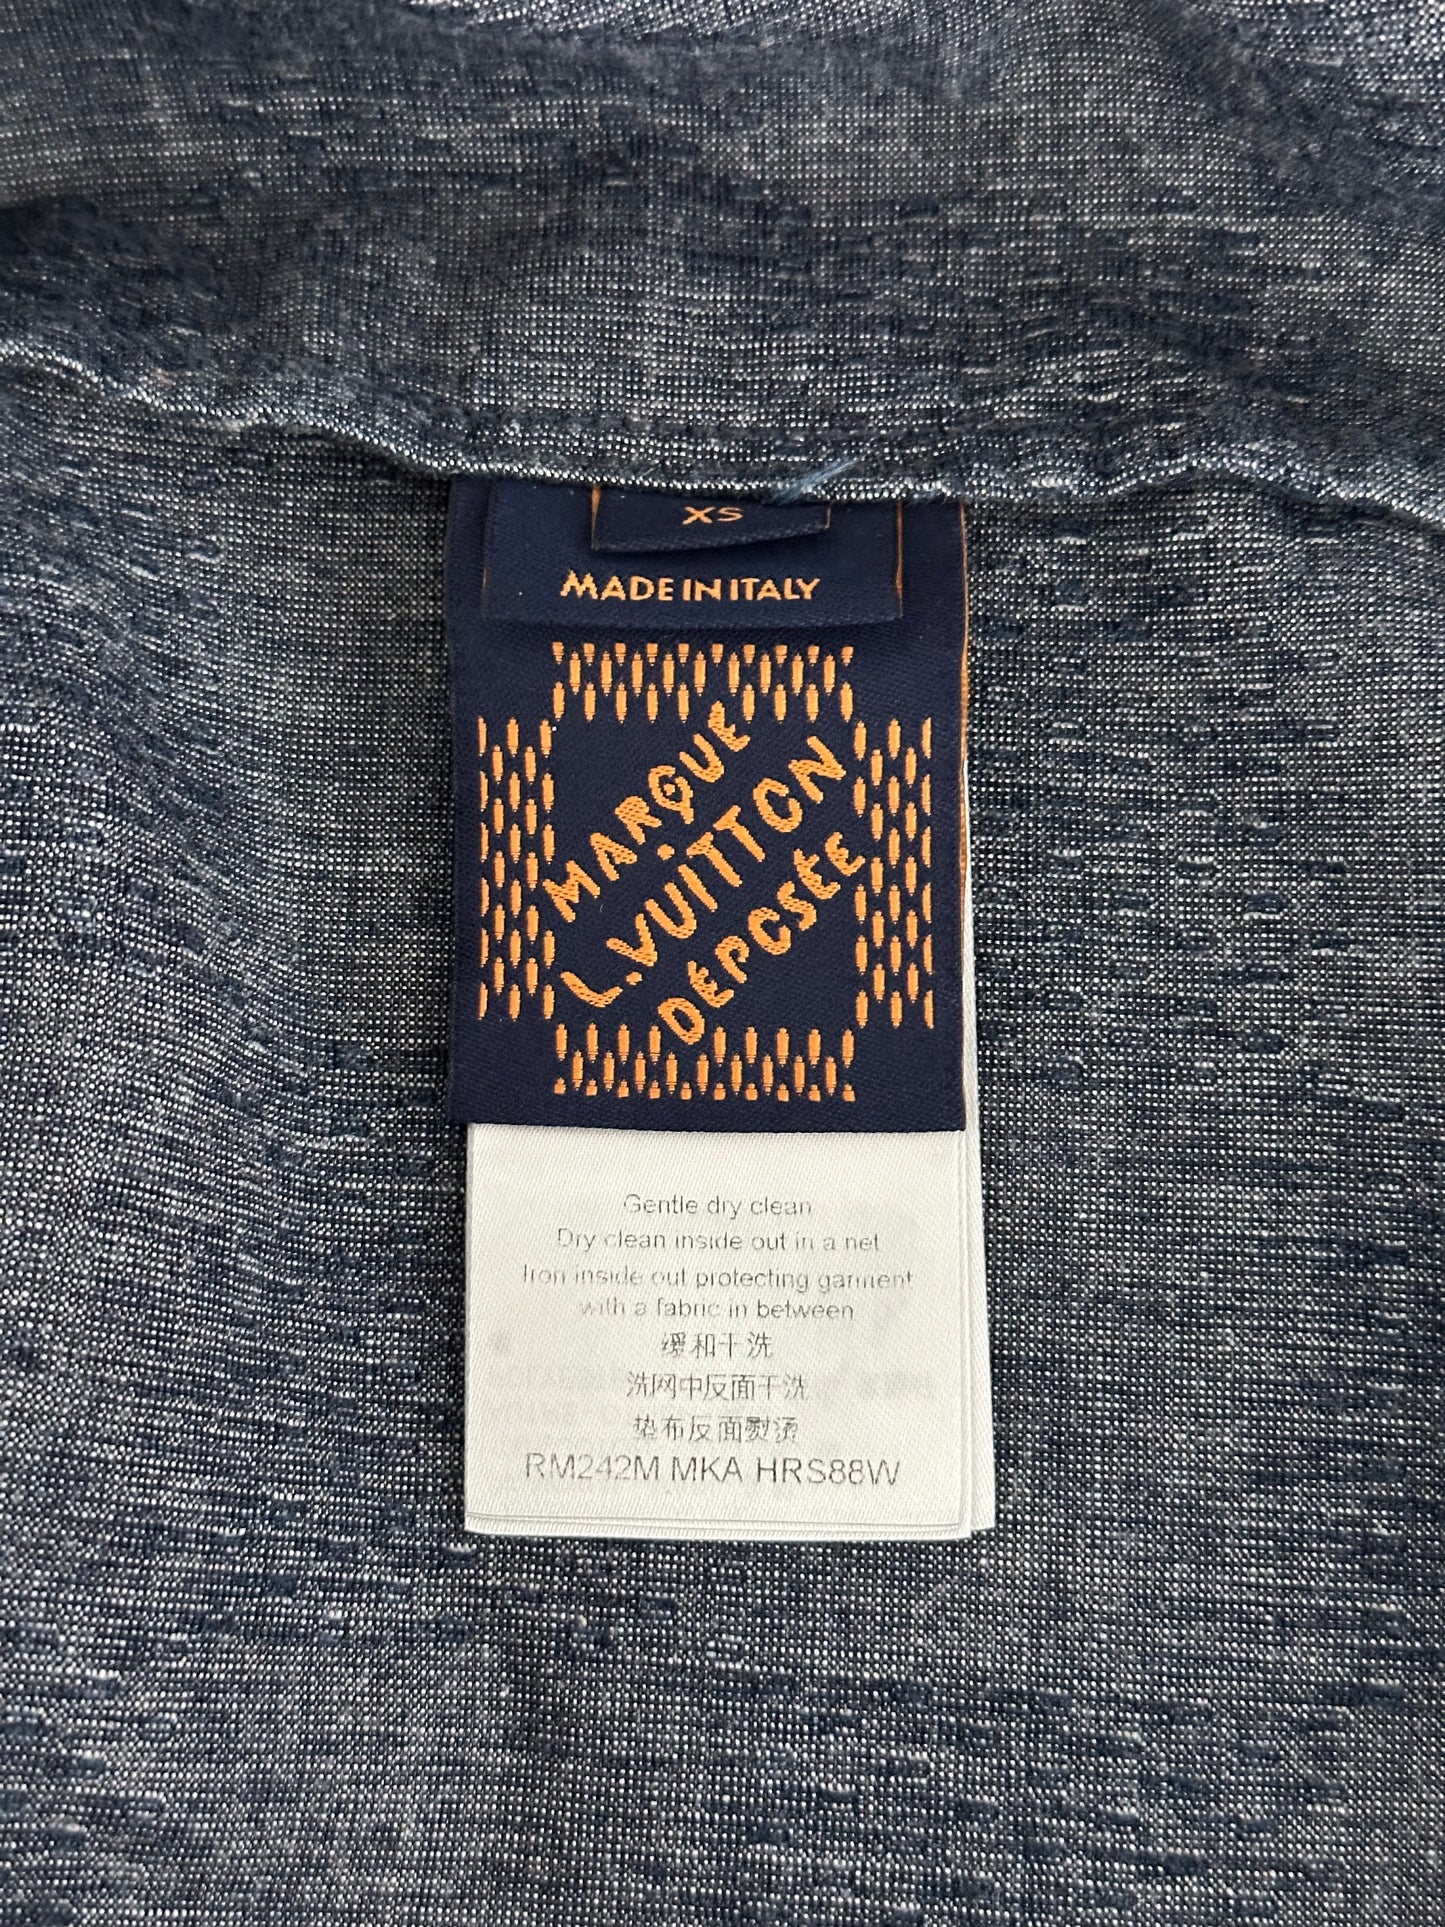 XS
MADE IN ITALY
MARQUE
L.VUITTON
DÉPOSÉE
Gentle dry clean
Dry clean inside out in a net
Iron inside out protecting garment
with a fabric in between
缓和干洗
洗网中反面干洗
垫布反面熨烫
RM242M MKA HRS88W